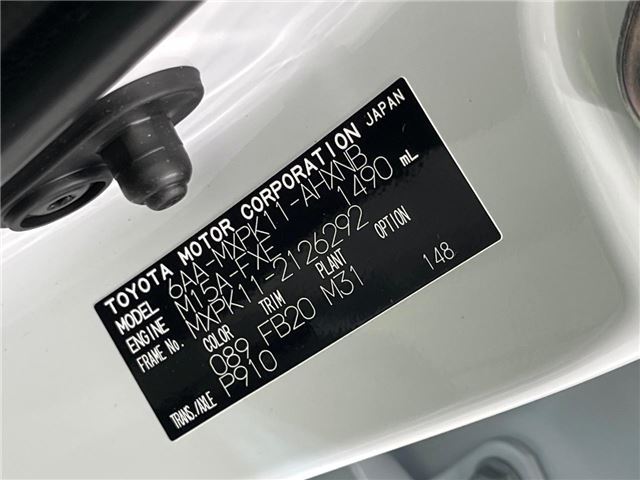 TOYOTA MOTOR CORPORATION JAPAN
MODEL 6AA-MXPK11-AHXNB
ENGINE M15A-FXE 1490 mL
FRAME No. MXPK11-2126292
COLOR TRIM PLANT OPTION
089 FB20 M31 148
TRANS./AXLE P910